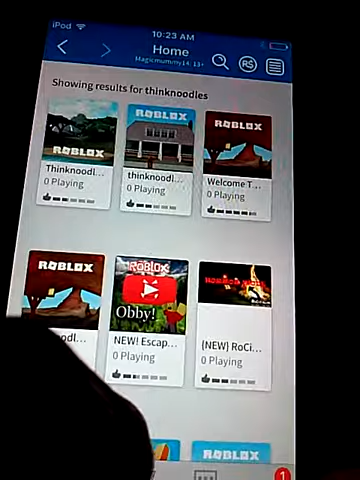 iPod
10:23 AM
Home
Magicmummy14: 13+
R$
Showing results for thinknoodles
ROBLOX
ROBLOX
ROBLOX
Thinknoodl...
thinknoodl...
Welcome T...
0 Playing
0 Playing
0 Playing
ROBLOX
ROBLOX
Obby!
NEW! Escap...
{NEW} RoCi...
0 Playing
0 Playing
ROBLOX
1